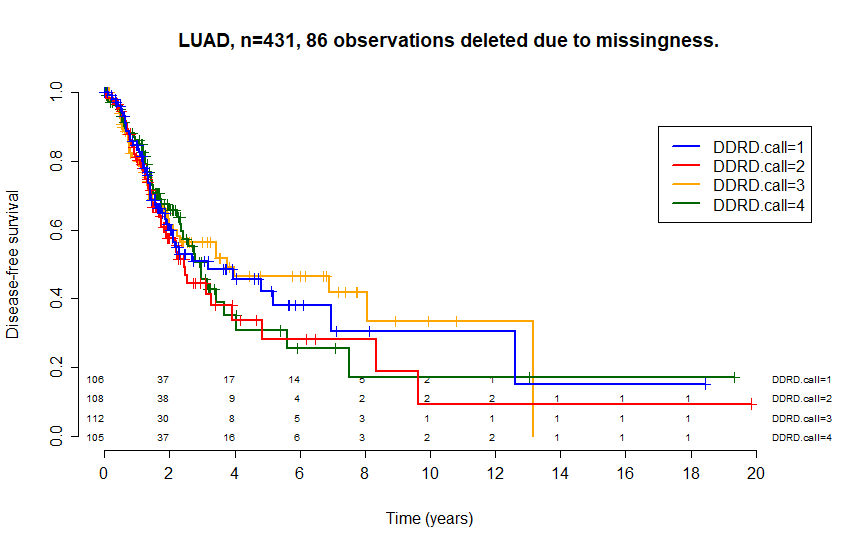 LUAD, n=431, 86 observations deleted due to missingness.
DDRD.call=1
DDRD.call=2
DDRD.call=3
DDRD.call=4
Disease-free survival
1.0
0.8
0.6
0.4
0.2
0.0
106 37 17 14 5 2 1 DDRD.call=1
108 38 9 4 2 2 2 1 1 1 DDRD.call=2
112 30 8 5 3 1 1 1 1 1 DDRD.call=3
105 37 16 6 3 2 2 1 1 1 DDRD.call=4
0 2 4 6 8 10 12 14 16 18 20
Time (years)